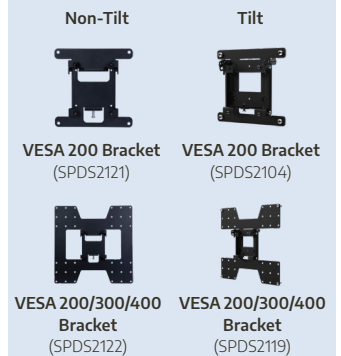 Non-Tilt Tilt
VESA 200 Bracket VESA 200 Bracket
(SPDS2121) (SPDS2104)
VESA 200/300/400 VESA 200/300/400
Bracket Bracket
(SPDS2122) (SPDS2119)